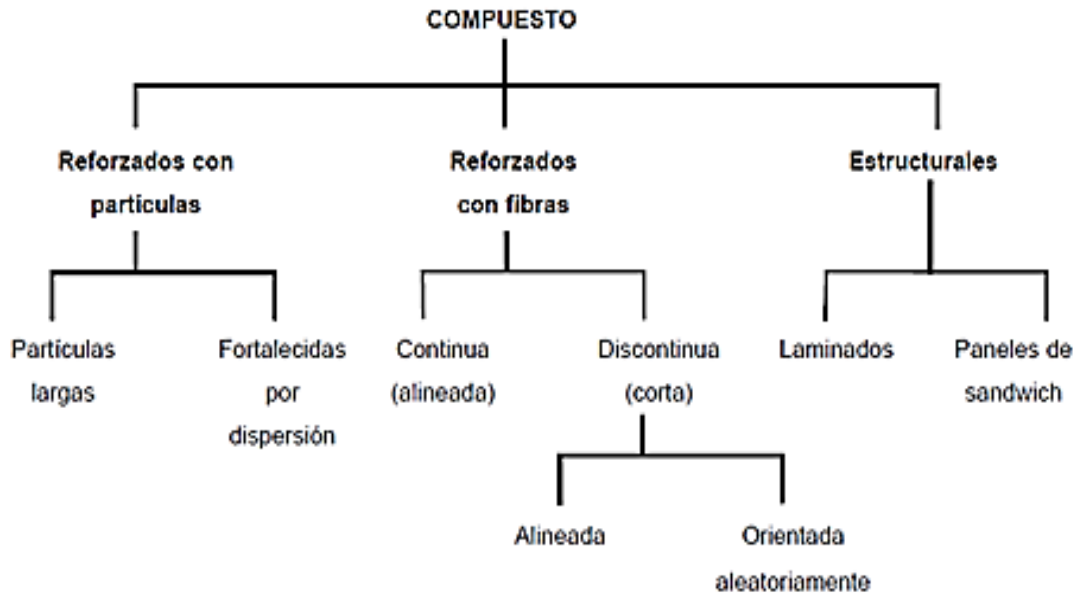 COMPUESTO
Reforzados con
partículas
Reforzados
con fibras
Estructurales
Partículas
largas
Fortalecidas
por
dispersión
Continua
(alineada)
Discontinua
(corta)
Laminados
Paneles de
sandwich
Alineada
Orientada
aleatoriamente